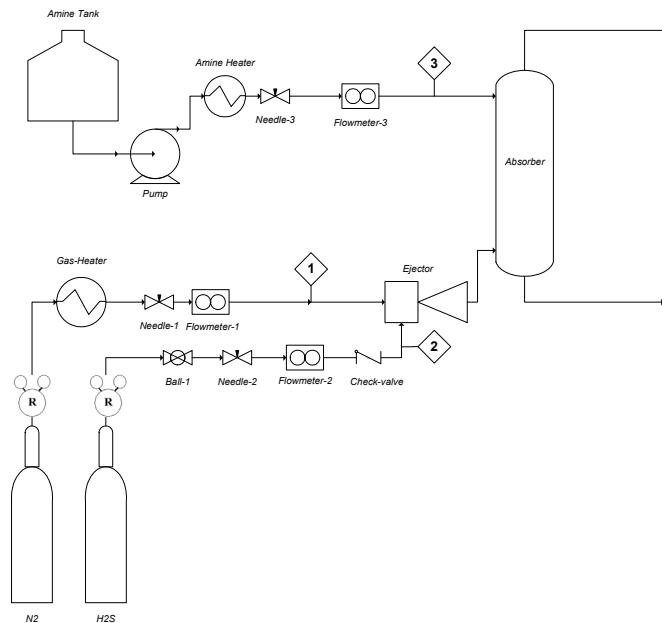 Amine Tank
Amine Heater
3
Needle-3
Flowmeter-3
Absorber
Pump
Gas-Heater
1
Ejector
Needle-1
Flowmeter-1
2
Ball-1
Needle-2
Flowmeter-2
Check-valve
R
R
N2
H2S